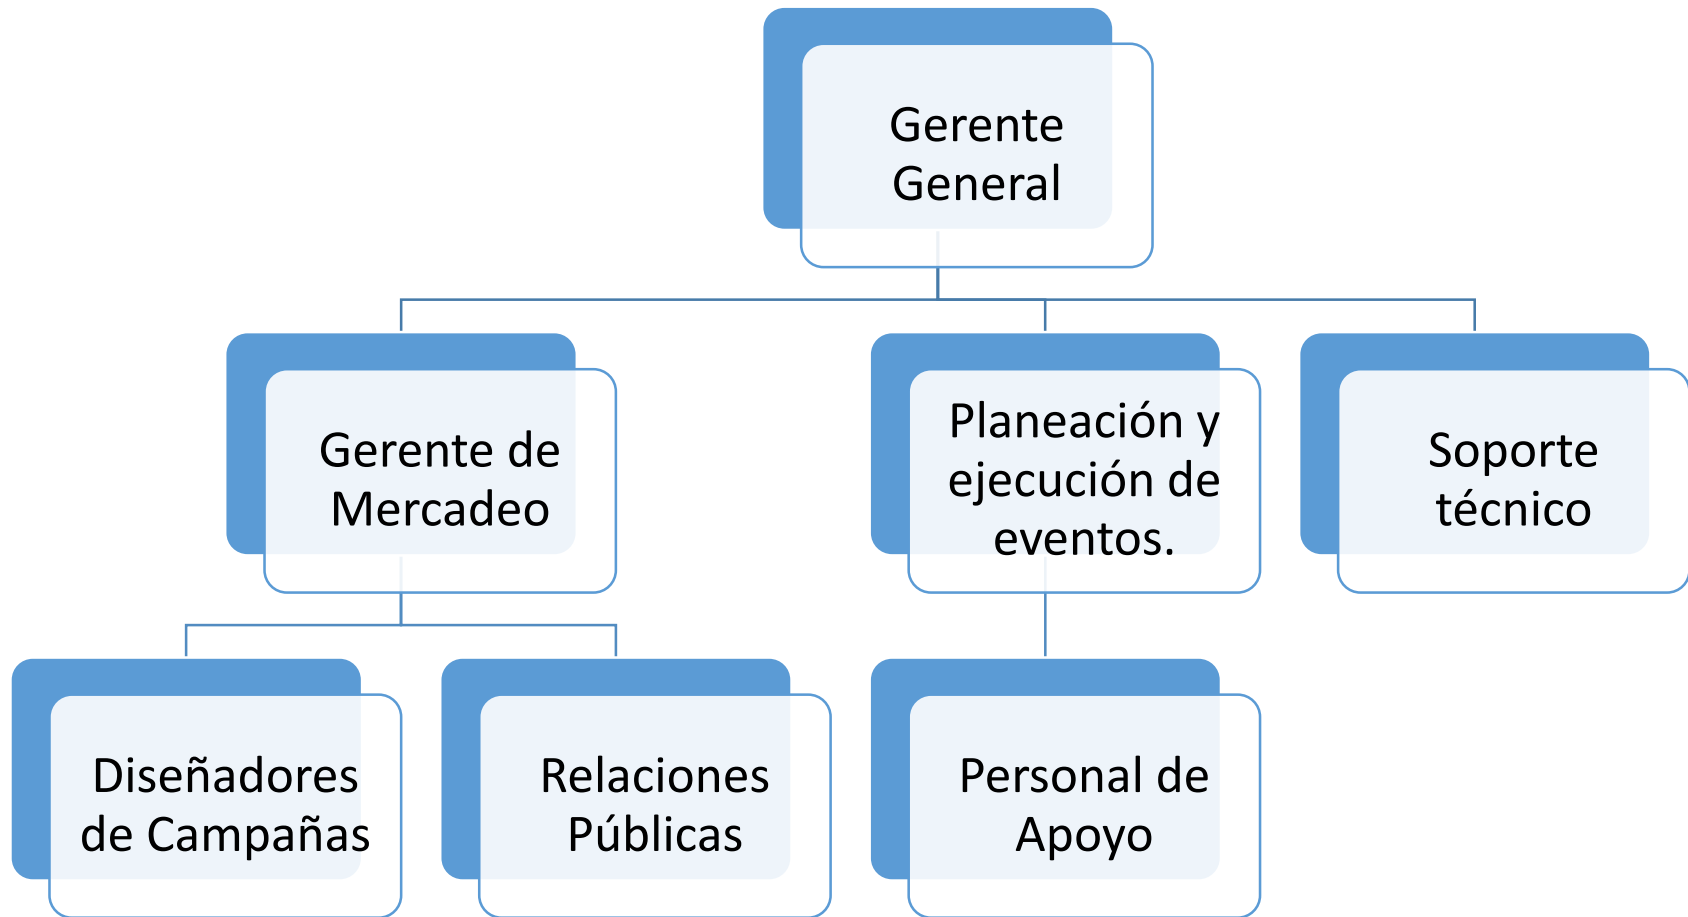 Gerente
General
Gerente de
Mercadeo
Planeación y
ejecución de
eventos.
Soporte
técnico
Diseñadores
de Campañas
Relaciones
Públicas
Personal de
Apoyo